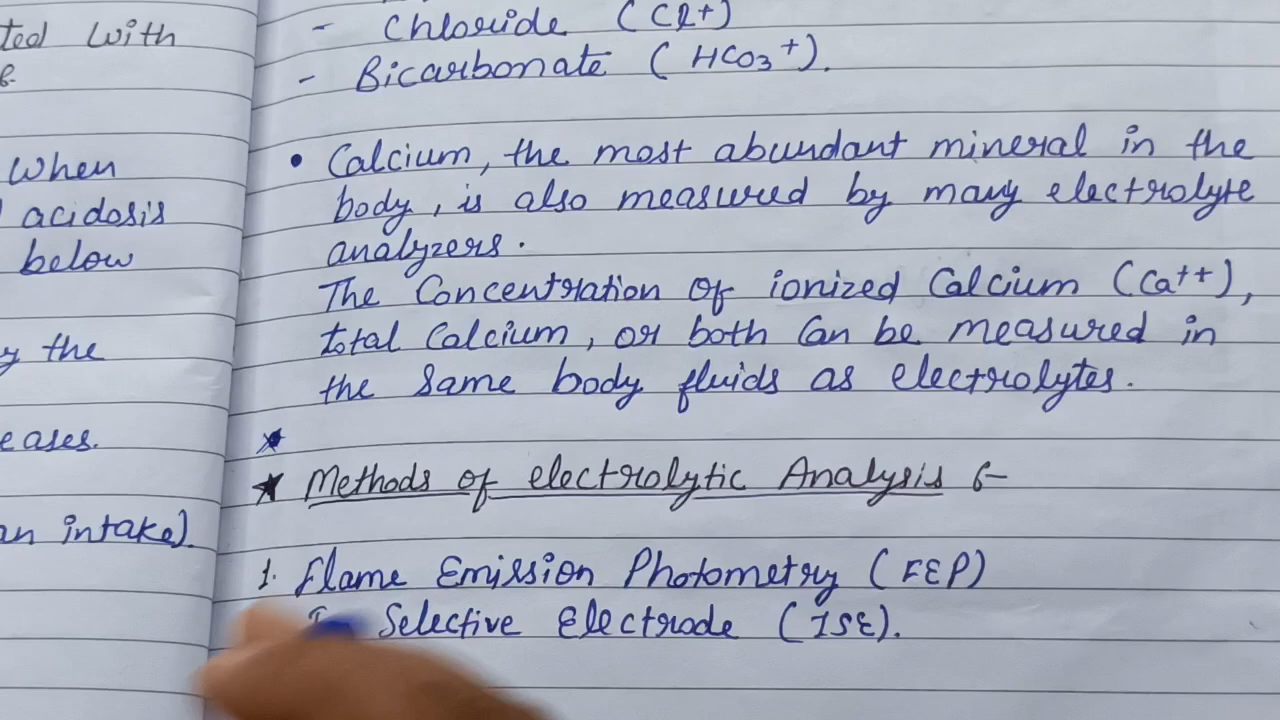 ted with
When
acidosis
below
y the
eases.
an intake).
- Chloride (Cl+)
- Bicarbonate (HCO3+).
• Calcium, the most abundant mineral in the
body, is also measured by many electrolyte
analyzers.
The Concentration of ionized Calcium (Ca++),
total Calcium, or both Can be measured in
the Same body fluids as electrolytes.
★ Methods of electrolytic Analysis :-
1. Flame Emission Photometry (FEP)
Selective Electrode (ISE).